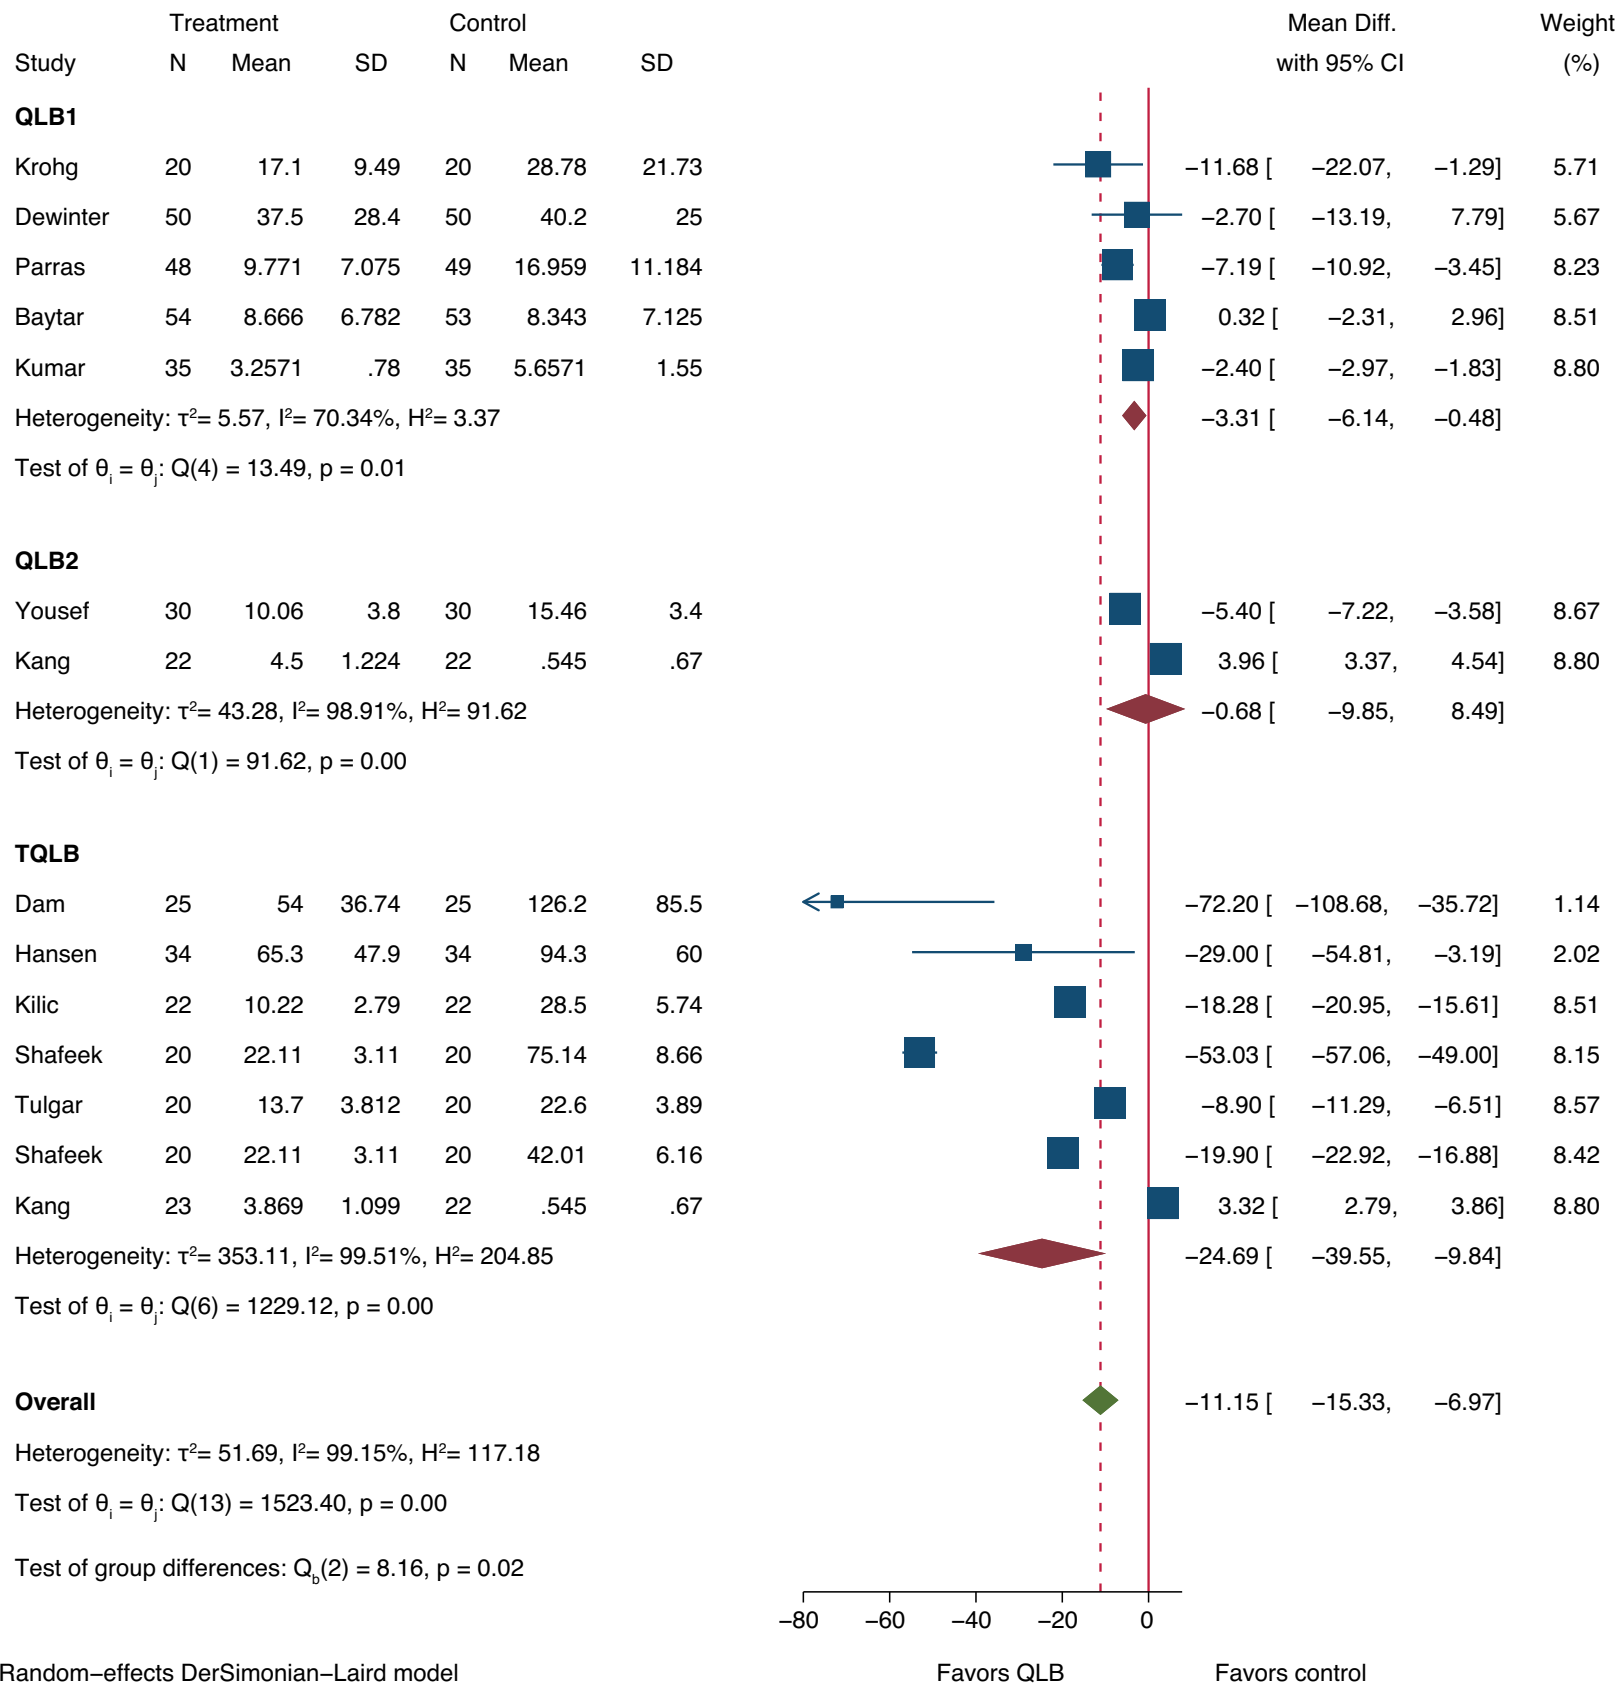 Treatment Control Mean Diff. Weight
Study N Mean SD N Mean SD with 95% CI (%)
QLB1
Krohg 20 17.1 9.49 20 28.78 21.73 −11.68 [ −22.07, −1.29] 5.71
Dewinter 50 37.5 28.4 50 40.2 25 −2.70 [ −13.19, 7.79] 5.67
Parras 48 9.771 7.075 49 16.959 11.184 −7.19 [ −10.92, −3.45] 8.23
Baytar 54 8.666 6.782 53 8.343 7.125 0.32 [ −2.31, 2.96] 8.51
Kumar 35 3.2571 .78 35 5.6571 1.55 −2.40 [ −2.97, −1.83] 8.80
Heterogeneity: τ²= 5.57, I²= 70.34%, H²= 3.37 −3.31 [ −6.14, −0.48]
Test of θᵢ = θⱼ: Q(4) = 13.49, p = 0.01
QLB2
Yousef 30 10.06 3.8 30 15.46 3.4 −5.40 [ −7.22, −3.58] 8.67
Kang 22 4.5 1.224 22 .545 .67 3.96 [ 3.37, 4.54] 8.80
Heterogeneity: τ²= 43.28, I²= 98.91%, H²= 91.62 −0.68 [ −9.85, 8.49]
Test of θᵢ = θⱼ: Q(1) = 91.62, p = 0.00
TQLB
Dam 25 54 36.74 25 126.2 85.5 −72.20 [ −108.68, −35.72] 1.14
Hansen 34 65.3 47.9 34 94.3 60 −29.00 [ −54.81, −3.19] 2.02
Kilic 22 10.22 2.79 22 28.5 5.74 −18.28 [ −20.95, −15.61] 8.51
Shafeek 20 22.11 3.11 20 75.14 8.66 −53.03 [ −57.06, −49.00] 8.15
Tulgar 20 13.7 3.812 20 22.6 3.89 −8.90 [ −11.29, −6.51] 8.57
Shafeek 20 22.11 3.11 20 42.01 6.16 −19.90 [ −22.92, −16.88] 8.42
Kang 23 3.869 1.099 22 .545 .67 3.32 [ 2.79, 3.86] 8.80
Heterogeneity: τ²= 353.11, I²= 99.51%, H²= 204.85 −24.69 [ −39.55, −9.84]
Test of θᵢ = θⱼ: Q(6) = 1229.12, p = 0.00
Overall −11.15 [ −15.33, −6.97]
Heterogeneity: τ²= 51.69, I²= 99.15%, H²= 117.18
Test of θᵢ = θⱼ: Q(13) = 1523.40, p = 0.00
Test of group differences: Q_b(2) = 8.16, p = 0.02
−80 −60 −40 −20 0
Random−effects DerSimonian−Laird model Favors QLB Favors control